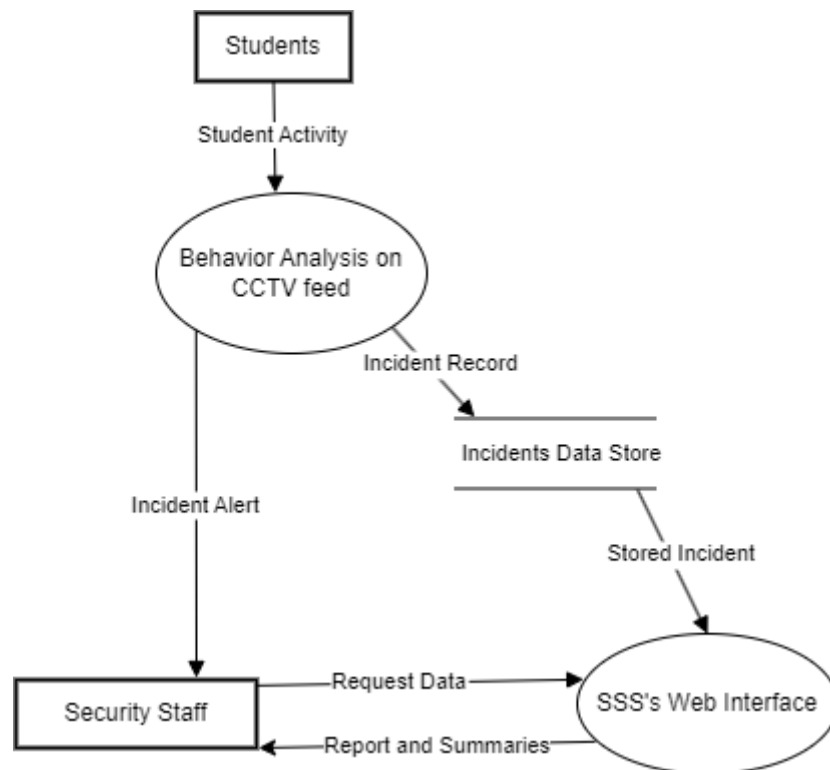 Students
Student Activity
Behavior Analysis on
CCTV feed
Incident Record
Incidents Data Store
Incident Alert
Stored Incident
Request Data
Security Staff
SSS's Web Interface
Report and Summaries